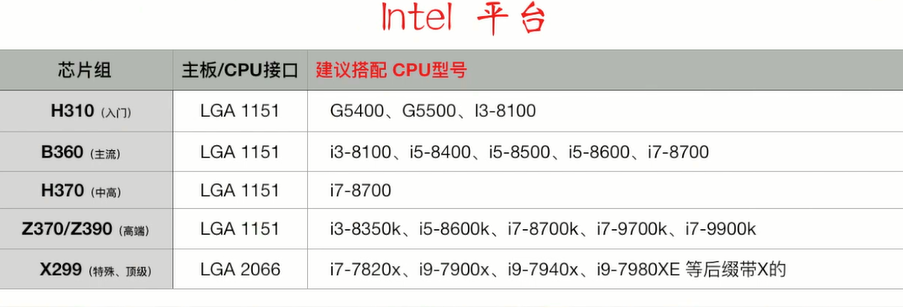 Intel 平台
芯片组 主板/CPU接口 建议搭配 CPU型号
H310（入门） LGA 1151 G5400、G5500、I3-8100
B360（主流） LGA 1151 i3-8100、i5-8400、i5-8500、i5-8600、i7-8700
H370（中高） LGA 1151 i7-8700
Z370/Z390（高端） LGA 1151 i3-8350k、i5-8600k、i7-8700k、i7-9700k、i7-9900k
X299（特殊、顶级） LGA 2066 i7-7820x、i9-7900x、i9-7940x、i9-7980XE 等后缀带X的